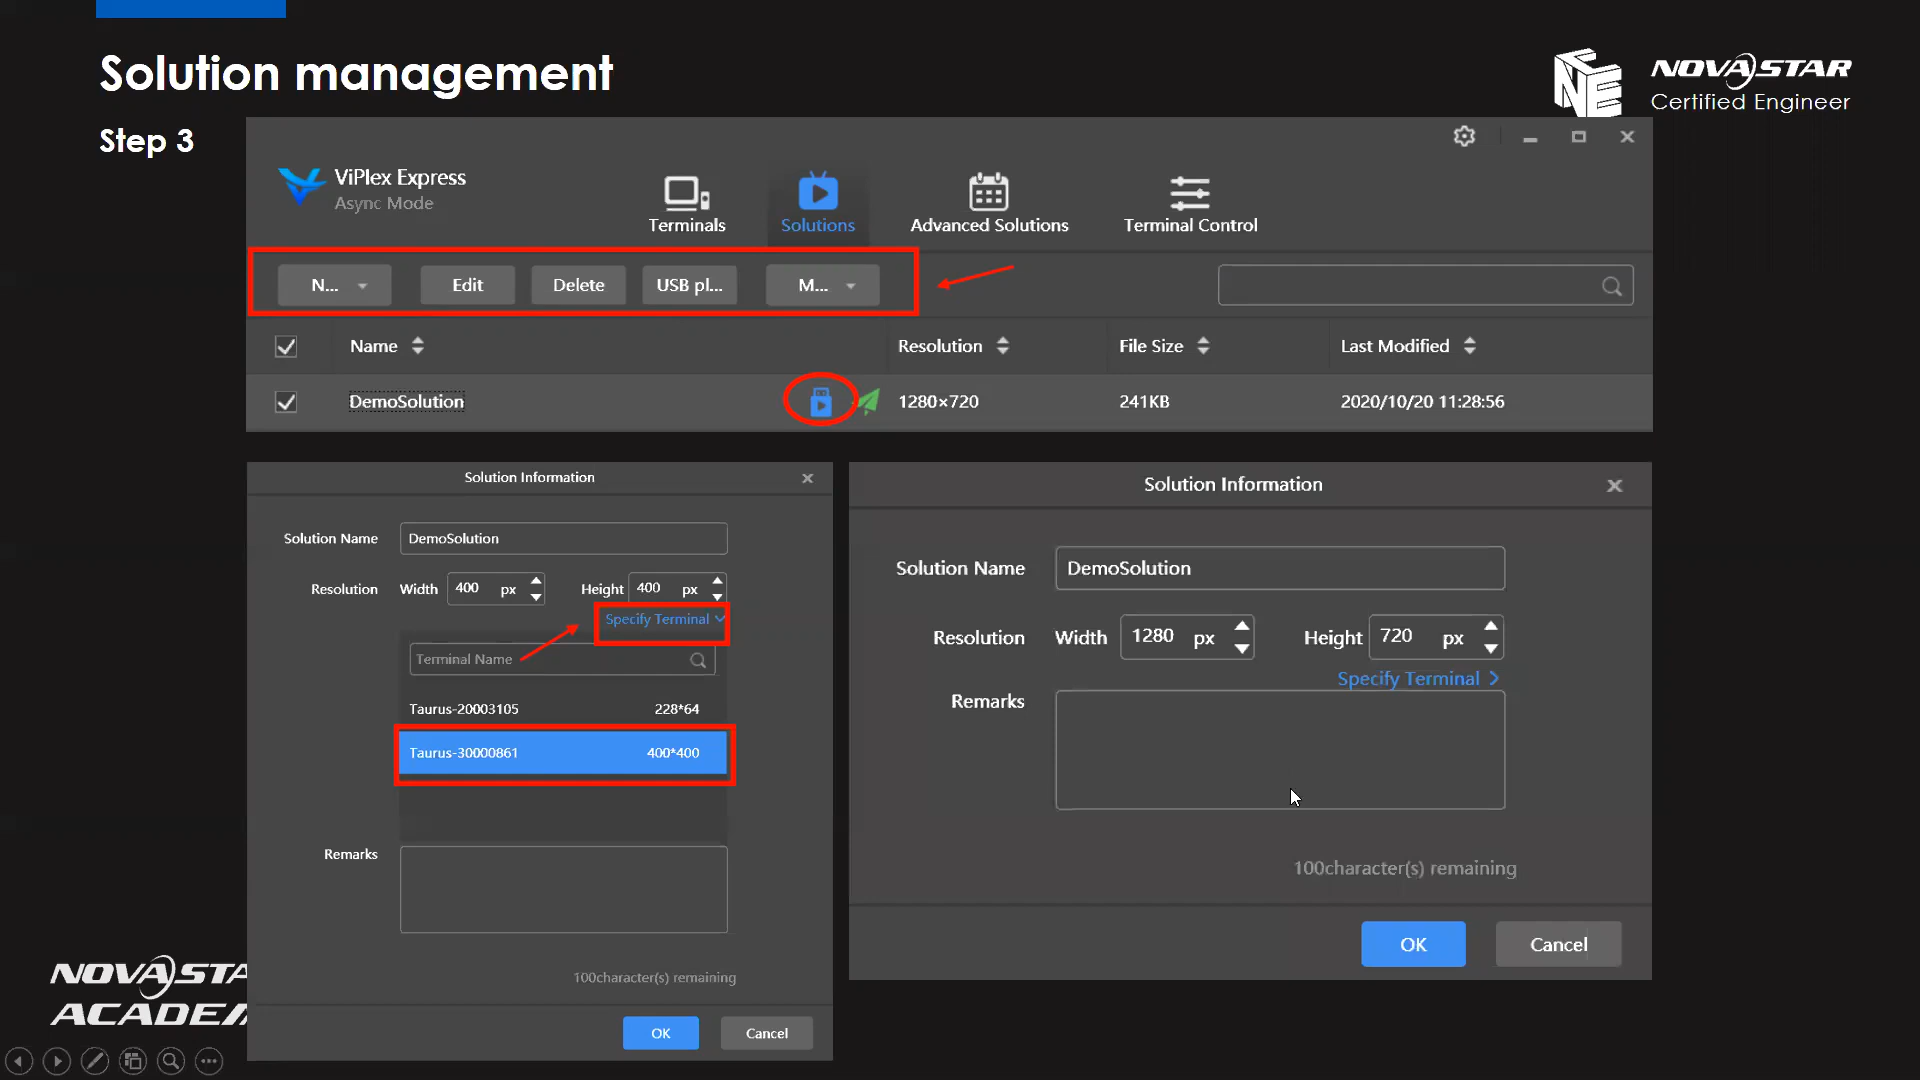 Solution management
Step 3
NOVASTAR
Certified Engineer
ViPlex Express
Async Mode
Terminals
Solutions
Advanced Solutions
Terminal Control
N...
Edit
Delete
USB pl...
M...
Name
Resolution
File Size
Last Modified
DemoSolution
1280×720
241KB
2020/10/20 11:28:56
Solution Information
Solution Name
DemoSolution
Resolution
Width
400
px
Height
400
px
Specify Terminal
Terminal Name
Taurus-20003105
228*64
Taurus-30000861
400*400
Remarks
100character(s) remaining
OK
Cancel
Solution Information
Solution Name
DemoSolution
Resolution
Width
1280
px
Height
720
px
Specify Terminal
Remarks
100character(s) remaining
OK
Cancel
NOVASTA
ACADEM